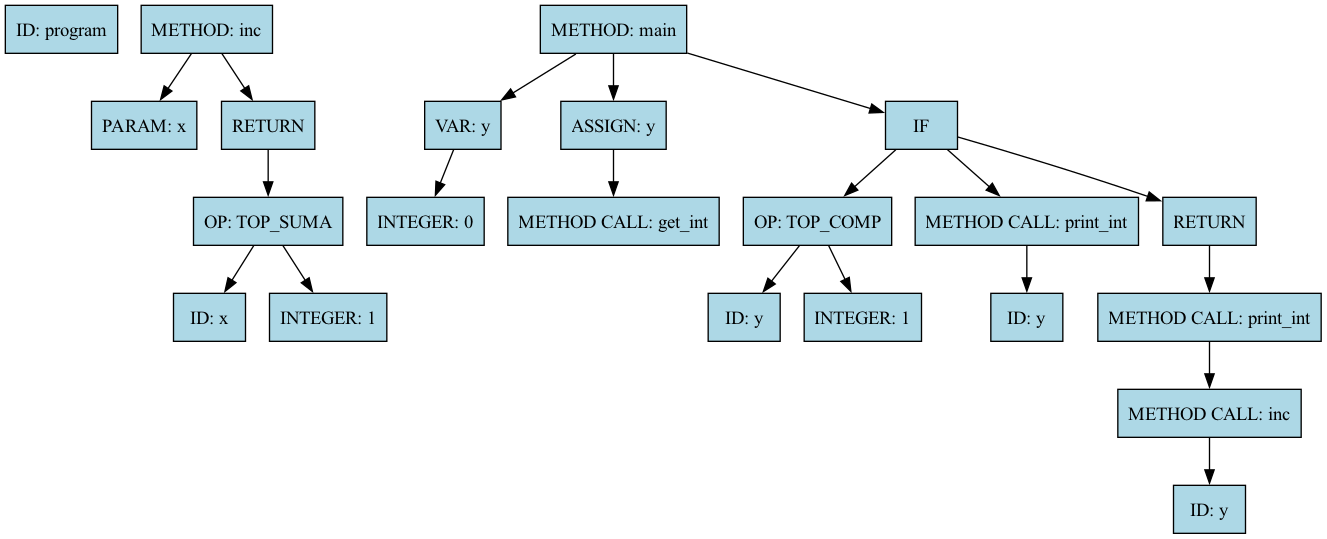 ID: program
METHOD: inc
METHOD: main
PARAM: x
RETURN
VAR: y
ASSIGN: y
IF
OP: TOP_SUMA
INTEGER: 0
METHOD CALL: get_int
OP: TOP_COMP
METHOD CALL: print_int
RETURN
ID: x
INTEGER: 1
ID: y
INTEGER: 1
ID: y
METHOD CALL: print_int
METHOD CALL: inc
ID: y